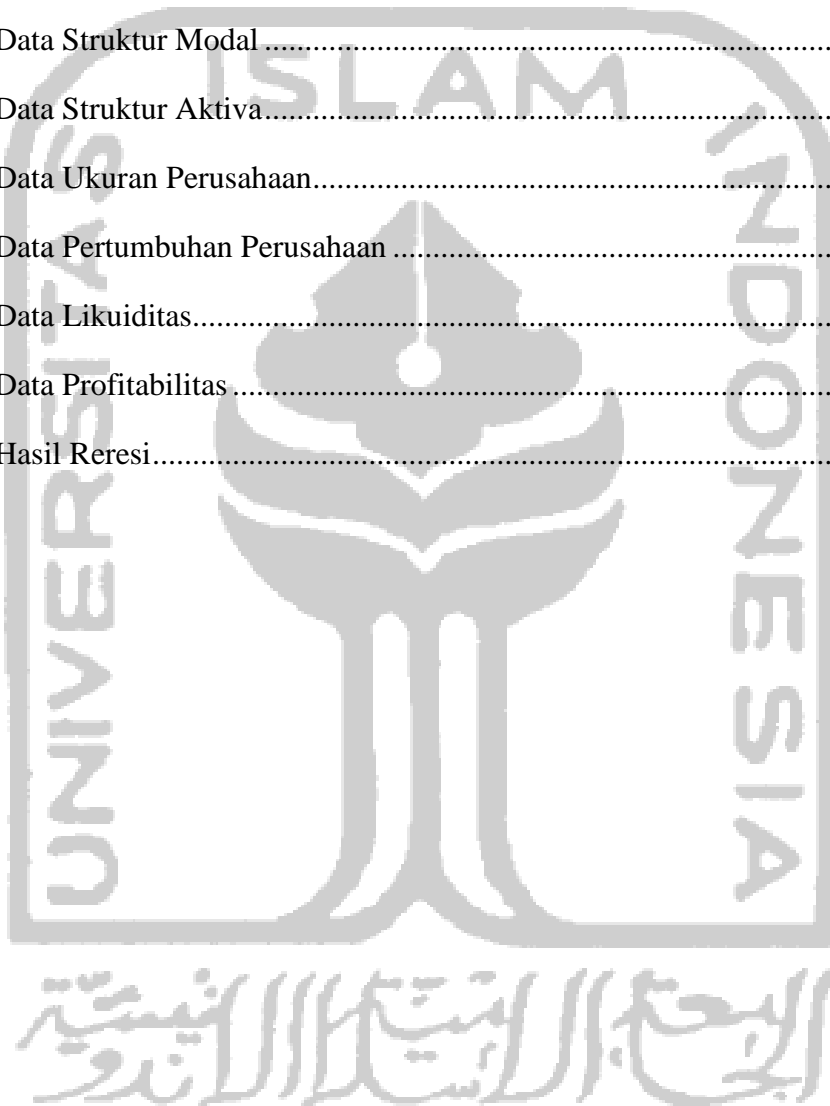 Data Struktur Modal ....................................................................
Data Struktur Aktiva....................................................................
Data Ukuran Perusahaan..............................................................
Data Pertumbuhan Perusahaan ....................................................
Data Likuiditas.............................................................................
Data Profitabilitas ........................................................................
Hasil Reresi..................................................................................
UNIVERSITAS
ISLAM
INDONESIA